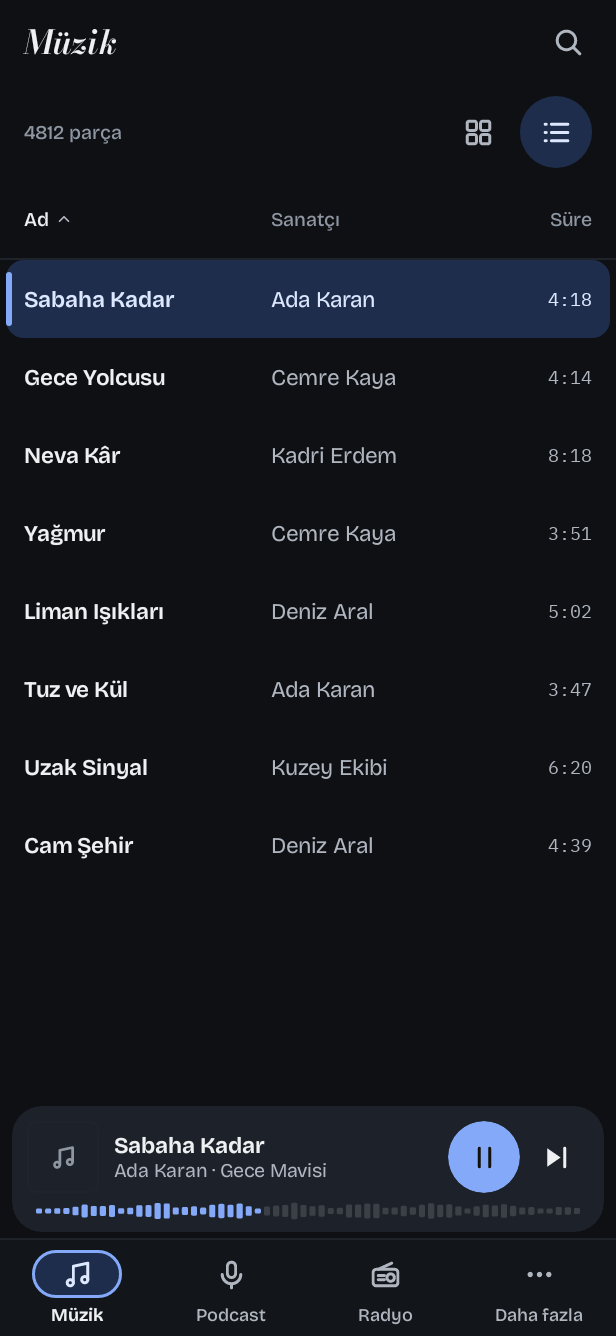 Müzik
4812 parça
Ad Sanatçı Süre
Sabaha Kadar Ada Karan 4:18
Gece Yolcusu Cemre Kaya 4:14
Neva Kâr Kadri Erdem 8:18
Yağmur Cemre Kaya 3:51
Liman Işıkları Deniz Aral 5:02
Tuz ve Kül Ada Karan 3:47
Uzak Sinyal Kuzey Ekibi 6:20
Cam Şehir Deniz Aral 4:39
Sabaha Kadar
Ada Karan · Gece Mavisi
Müzik Podcast Radyo Daha fazla